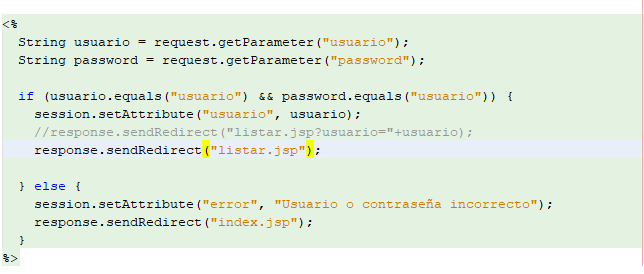 <%
  String usuario = request.getParameter("usuario");
  String password = request.getParameter("password");

  if (usuario.equals("usuario") && password.equals("usuario")) {
    session.setAttribute("usuario", usuario);
    //response.sendRedirect("listar.jsp?usuario="+usuario);
    response.sendRedirect("listar.jsp");

  } else {
    session.setAttribute("error", "Usuario o contraseña incorrecto");
    response.sendRedirect("index.jsp");
  }
%>